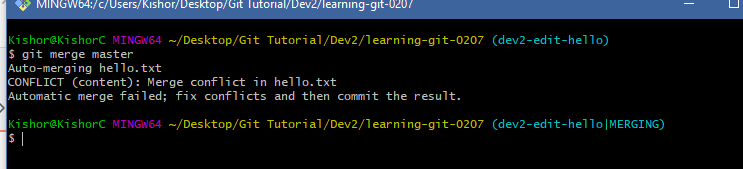 MINGW64:/c/Users/Kishor/Desktop/Git Tutorial/Dev2/learning-git-0207
Kishor@KishorC MINGW64 ~/Desktop/Git Tutorial/Dev2/learning-git-0207 (dev2-edit-hello)
$ git merge master
Auto-merging hello.txt
CONFLICT (content): Merge conflict in hello.txt
Automatic merge failed; fix conflicts and then commit the result.
Kishor@KishorC MINGW64 ~/Desktop/Git Tutorial/Dev2/learning-git-0207 (dev2-edit-hello|MERGING)
$